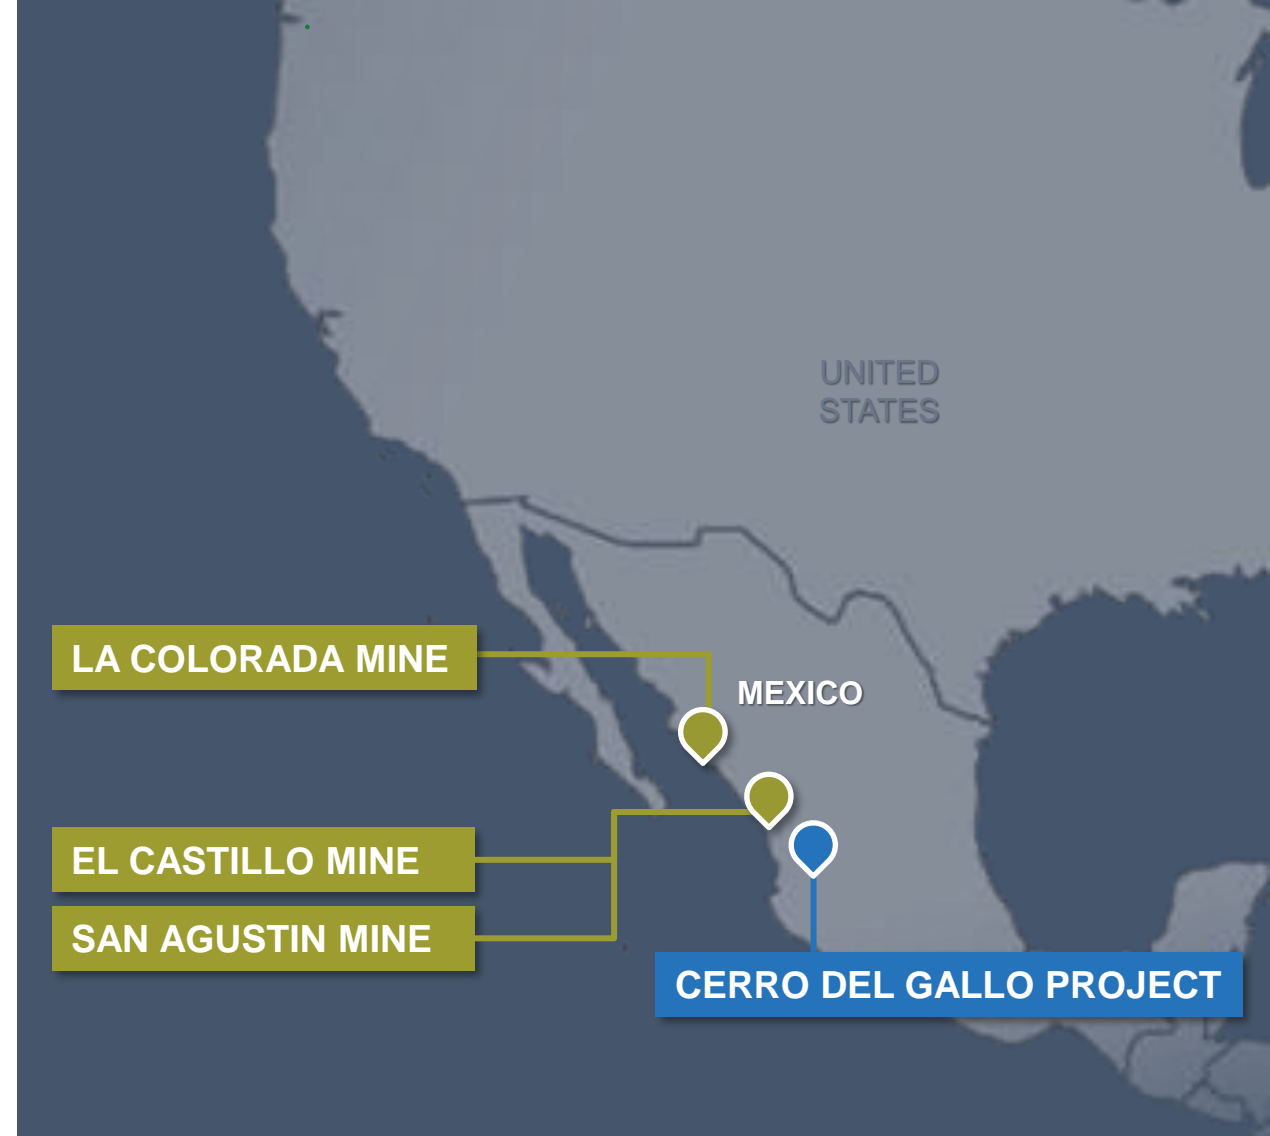 UNITED
STATES
LA COLORADA MINE
MEXICO
EL CASTILLO MINE
SAN AGUSTIN MINE
CERRO DEL GALLO PROJECT